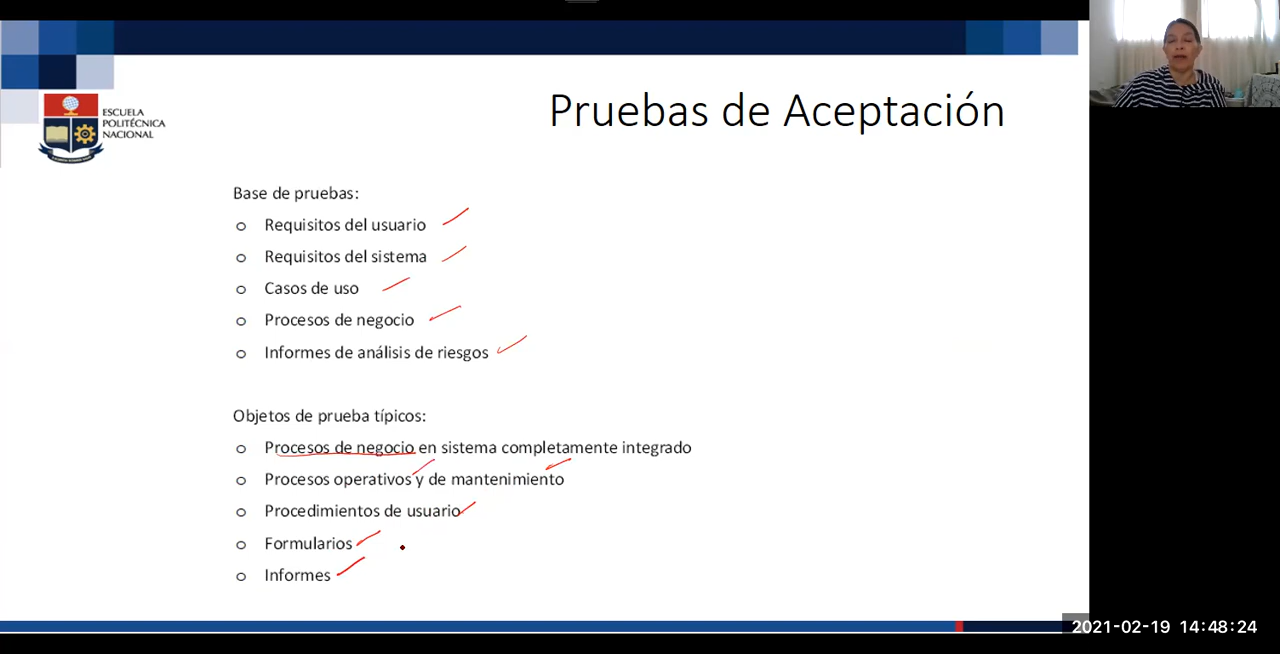 ESCUELA
POLITÉCNICA
NACIONAL
Pruebas de Aceptación
Base de pruebas:
o Requisitos del usuario
o Requisitos del sistema
o Casos de uso
o Procesos de negocio
o Informes de análisis de riesgos
Objetos de prueba típicos:
o Procesos de negocio en sistema completamente integrado
o Procesos operativos y de mantenimiento
o Procedimientos de usuario
o Formularios
o Informes
2021-02-19 14:48:24